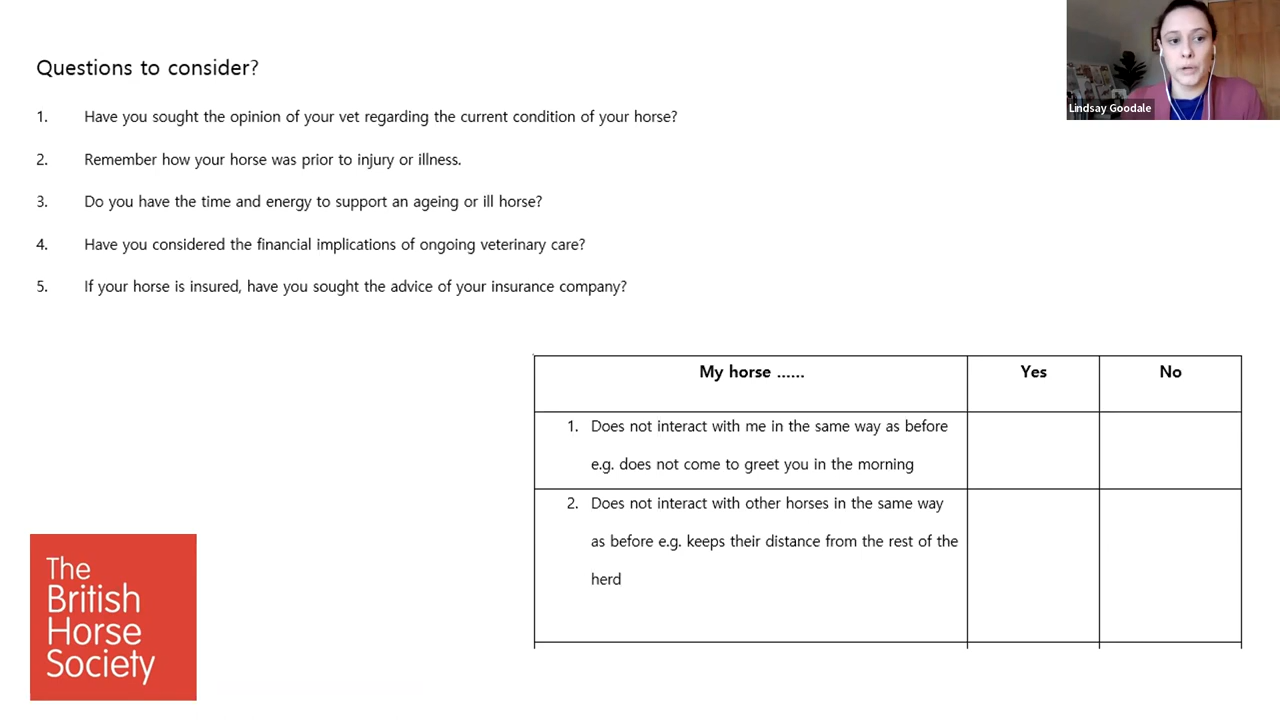 Questions to consider?
1. Have you sought the opinion of your vet regarding the current condition of your horse?
2. Remember how your horse was prior to injury or illness.
3. Do you have the time and energy to support an ageing or ill horse?
4. Have you considered the financial implications of ongoing veterinary care?
5. If your horse is insured, have you sought the advice of your insurance company?
Lindsay Goodale
My horse ...... Yes No
1. Does not interact with me in the same way as before
e.g. does not come to greet you in the morning
2. Does not interact with other horses in the same way
as before e.g. keeps their distance from the rest of the
herd
The
British
Horse
Society